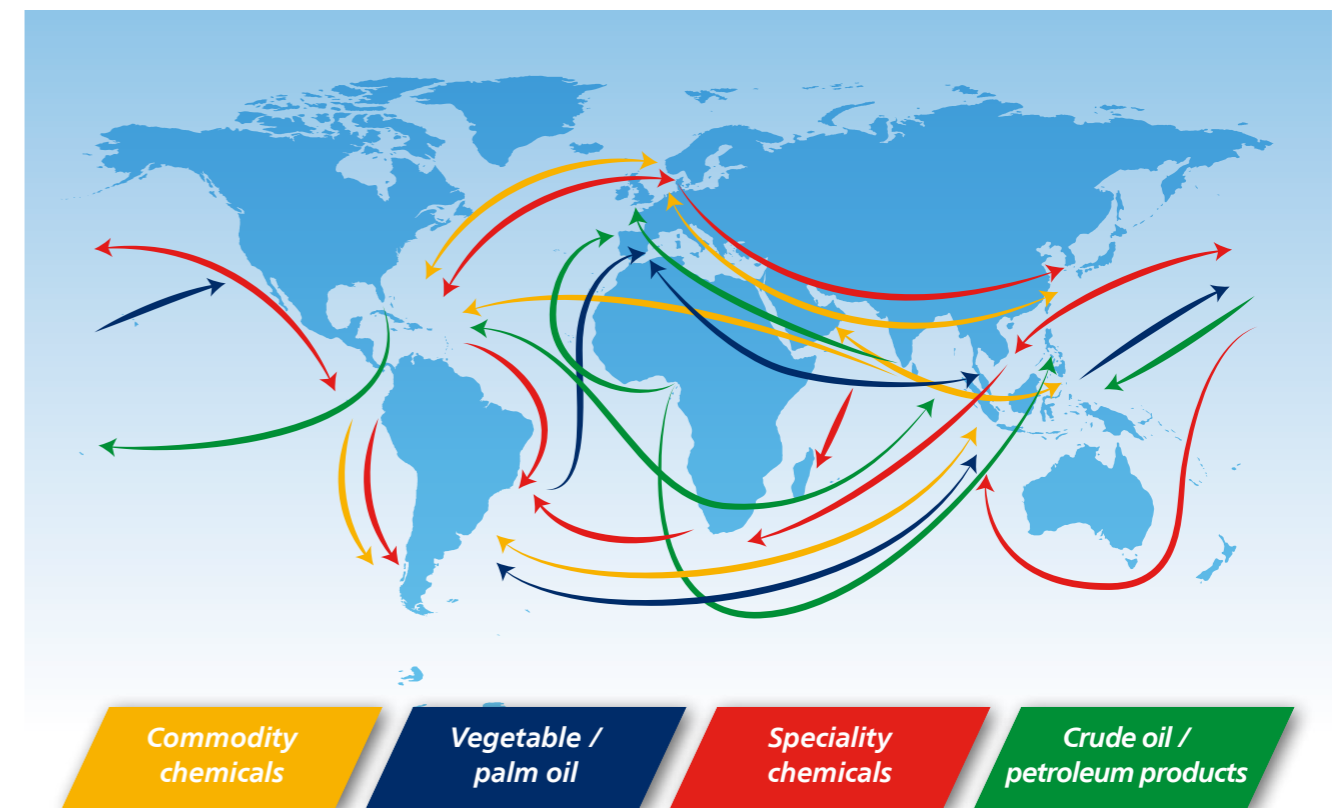 Commodity
chemicals
Vegetable /
palm oil
Speciality
chemicals
Crude oil /
petroleum products